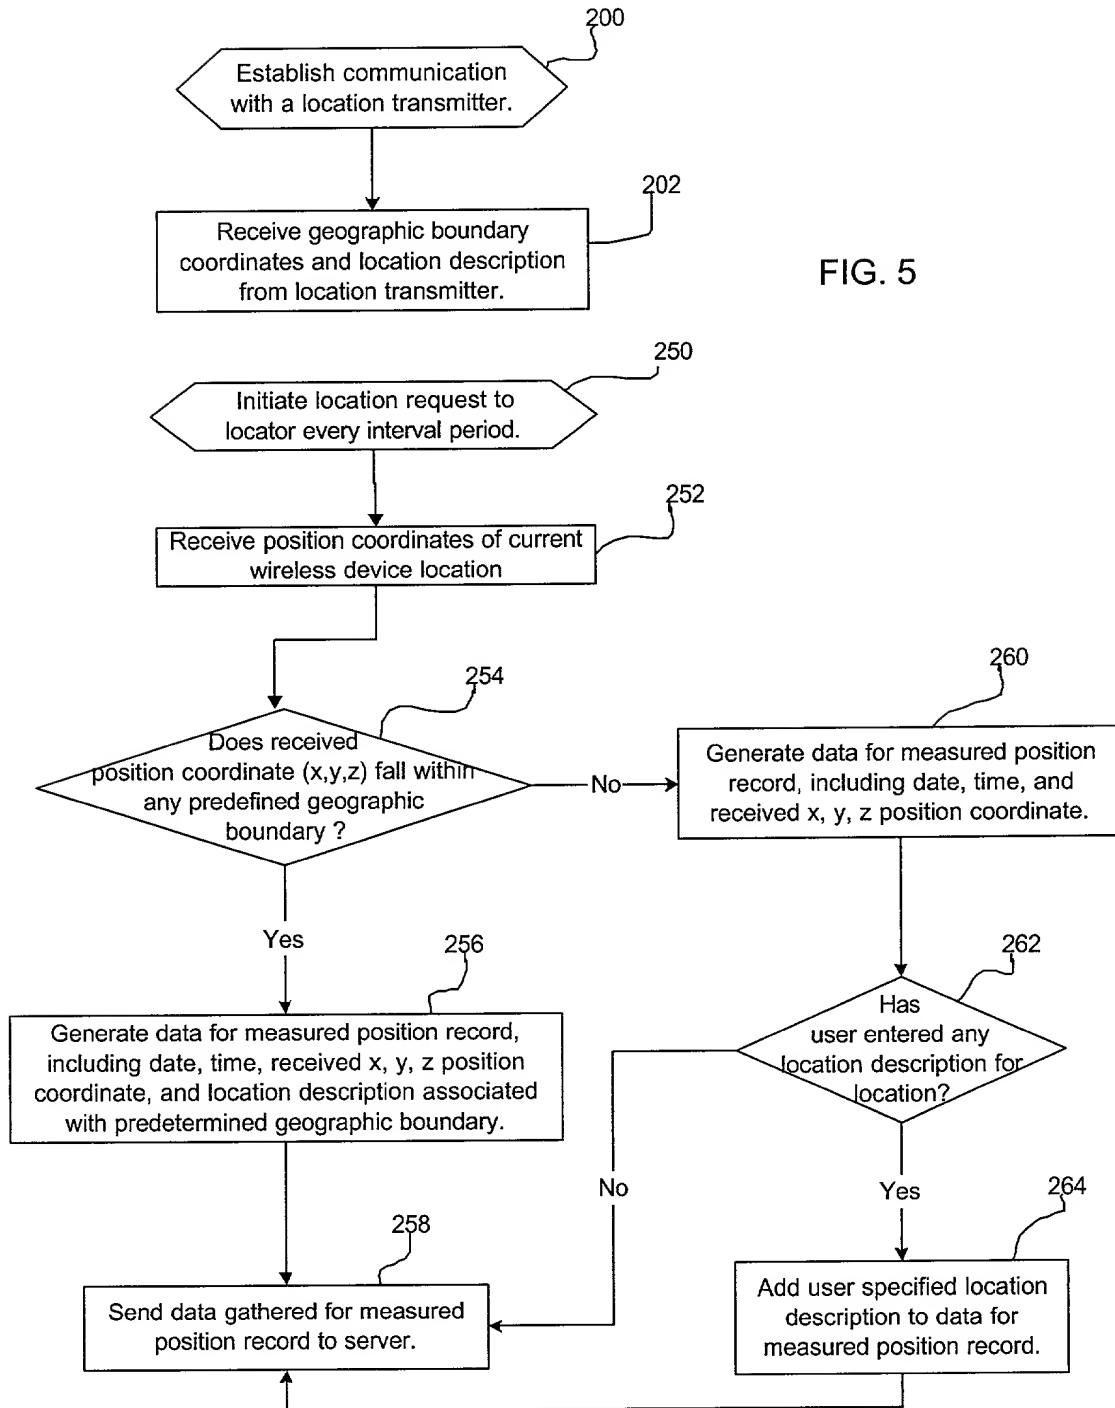 200
Establish communication
with a location transmitter.
202
Receive geographic boundary
coordinates and location description
from location transmitter.
FIG. 5
250
Initiate location request to
locator every interval period.
252
Receive position coordinates of current
wireless device location
254
Does received
position coordinate (x,y,z) fall within
any predefined geographic
boundary ?
No
260
Generate data for measured position
record, including date, time, and
received x, y, z position coordinate.
Yes
256
Generate data for measured position record,
including date, time, received x, y, z position
coordinate, and location description associated
with predetermined geographic boundary.
262
Has
user entered any
location description for
location?
No
Yes
258
Send data gathered for measured
position record to server.
264
Add user specified location
description to data for
measured position record.